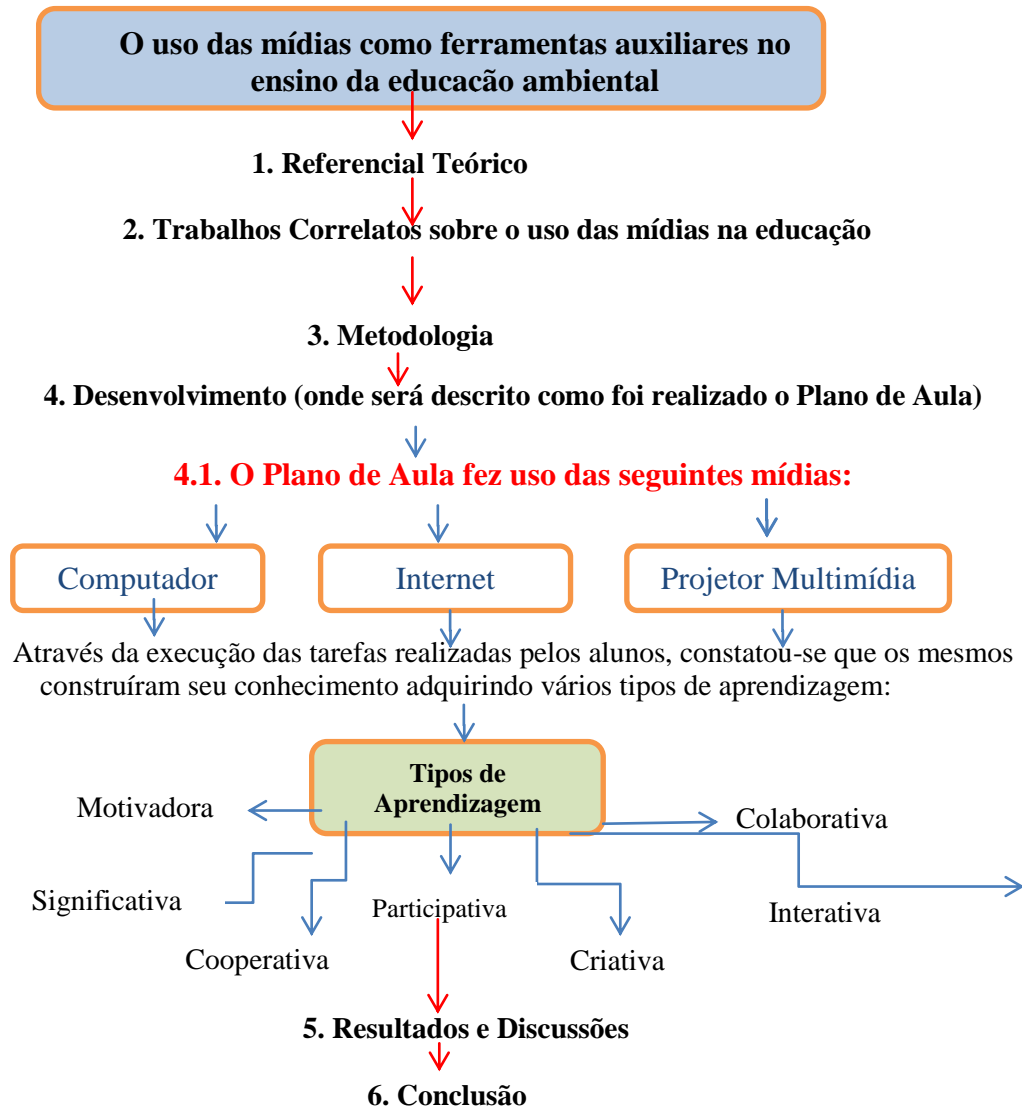 O uso das mídias como ferramentas auxiliares no
ensino da educacão ambiental
1. Referencial Teórico
2. Trabalhos Correlatos sobre o uso das mídias na educação
3. Metodologia
4. Desenvolvimento (onde será descrito como foi realizado o Plano de Aula)
4.1. O Plano de Aula fez uso das seguintes mídias:
Computador
Internet
Projetor Multimídia
Através da execução das tarefas realizadas pelos alunos, constatou-se que os mesmos
construíram seu conhecimento adquirindo vários tipos de aprendizagem:
Tipos de
Aprendizagem
Motivadora
Colaborativa
Significativa
Participativa
Interativa
Cooperativa
Criativa
5. Resultados e Discussões
6. Conclusão